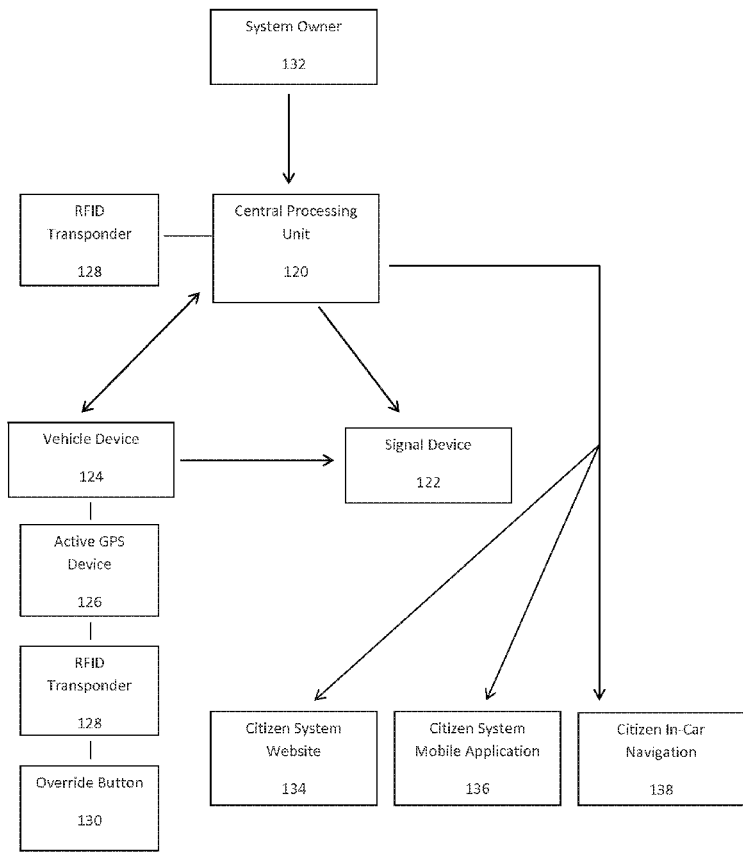 System Owner
132
RFID
Transponder
128
Central Processing
Unit
120
Vehicle Device
124
Signal Device
122
Active GPS
Device
126
RFID
Transponder
128
Override Button
130
Citizen System
Website
134
Citizen System
Mobile Application
136
Citizen In-Car
Navigation
138